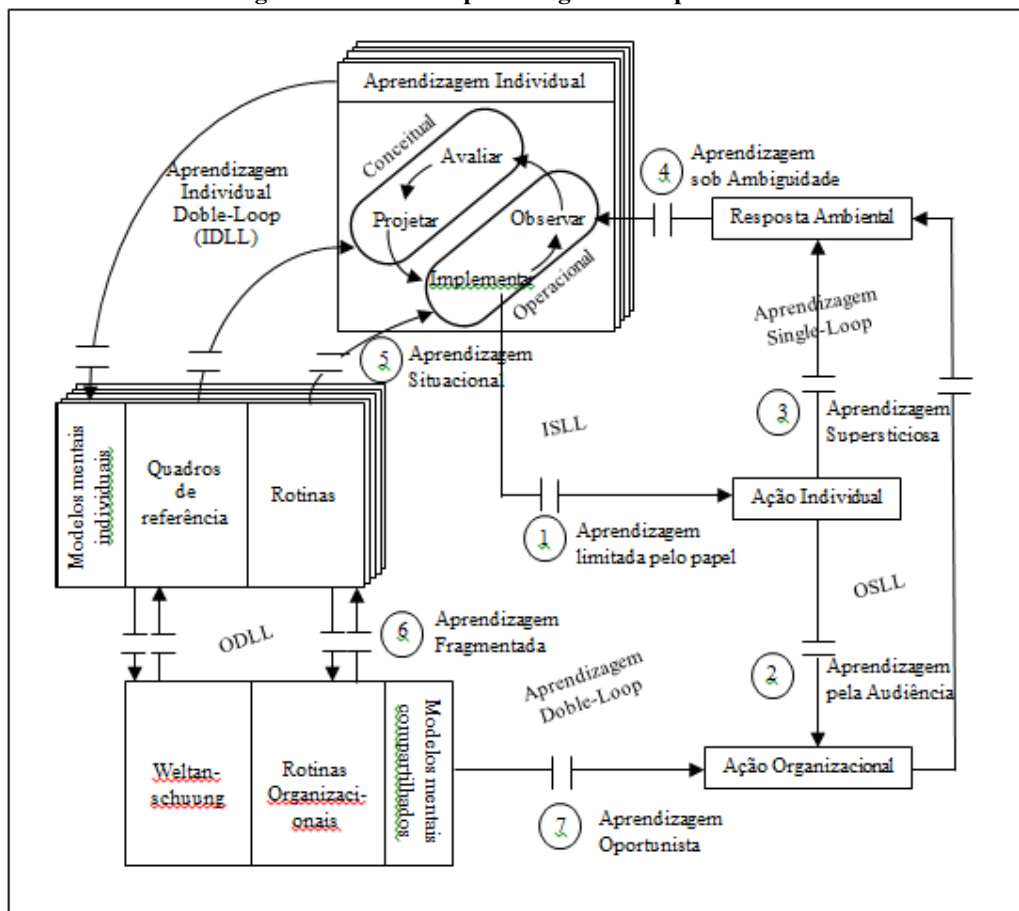 Aprendizagem Individual
Conceitual
Avaliar
Projetar
Observar
Implementar
Operacional
Aprendizagem
Individual
Doble-Loop
(IDLL)
4
Aprendizagem
sob Ambiguidade
Resposta Ambiental
Aprendizagem
Single-Loop
5
Aprendizagem
Situacional
3
Aprendizagem
Supersticiosa
ISLL
Modelos mentais
individuais
Quadros
de
referência
Rotinas
Ação Individual
1
Aprendizagem
limitada pelo papel
OSLL
ODLL
6
Aprendizagem
Fragmentada
2
Aprendizagem
pela Audiência
Aprendizagem
Doble-Loop
Weltan-
schuung
Rotinas
Organizaci-
onais
Modelos mentais
compartilhados
Ação Organizacional
7
Aprendizagem
Oportunista